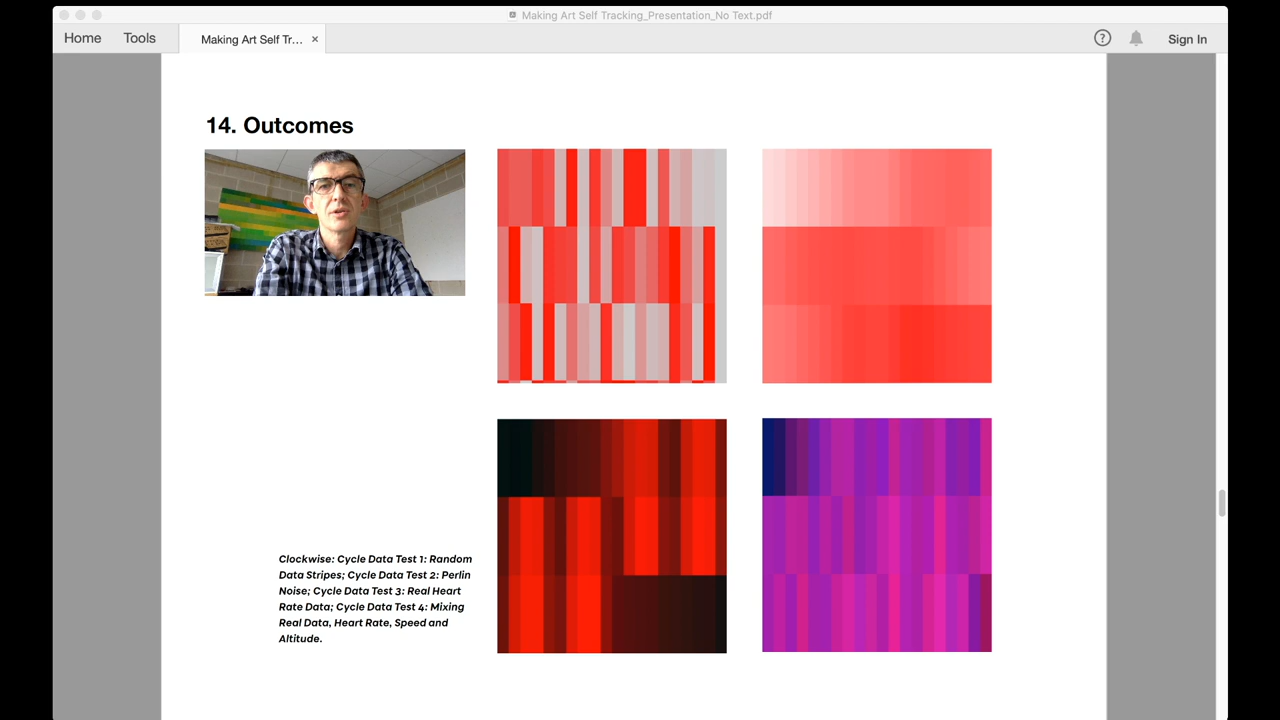 Making Art Self Tracking_Presentation_No Text.pdf
Home
Tools
Making Art Self Tr...
×
?
Sign In
14. Outcomes
Clockwise: Cycle Data Test 1: Random
Data Stripes; Cycle Data Test 2: Perlin
Noise; Cycle Data Test 3: Real Heart
Rate Data; Cycle Data Test 4: Mixing
Real Data, Heart Rate, Speed and
Altitude.